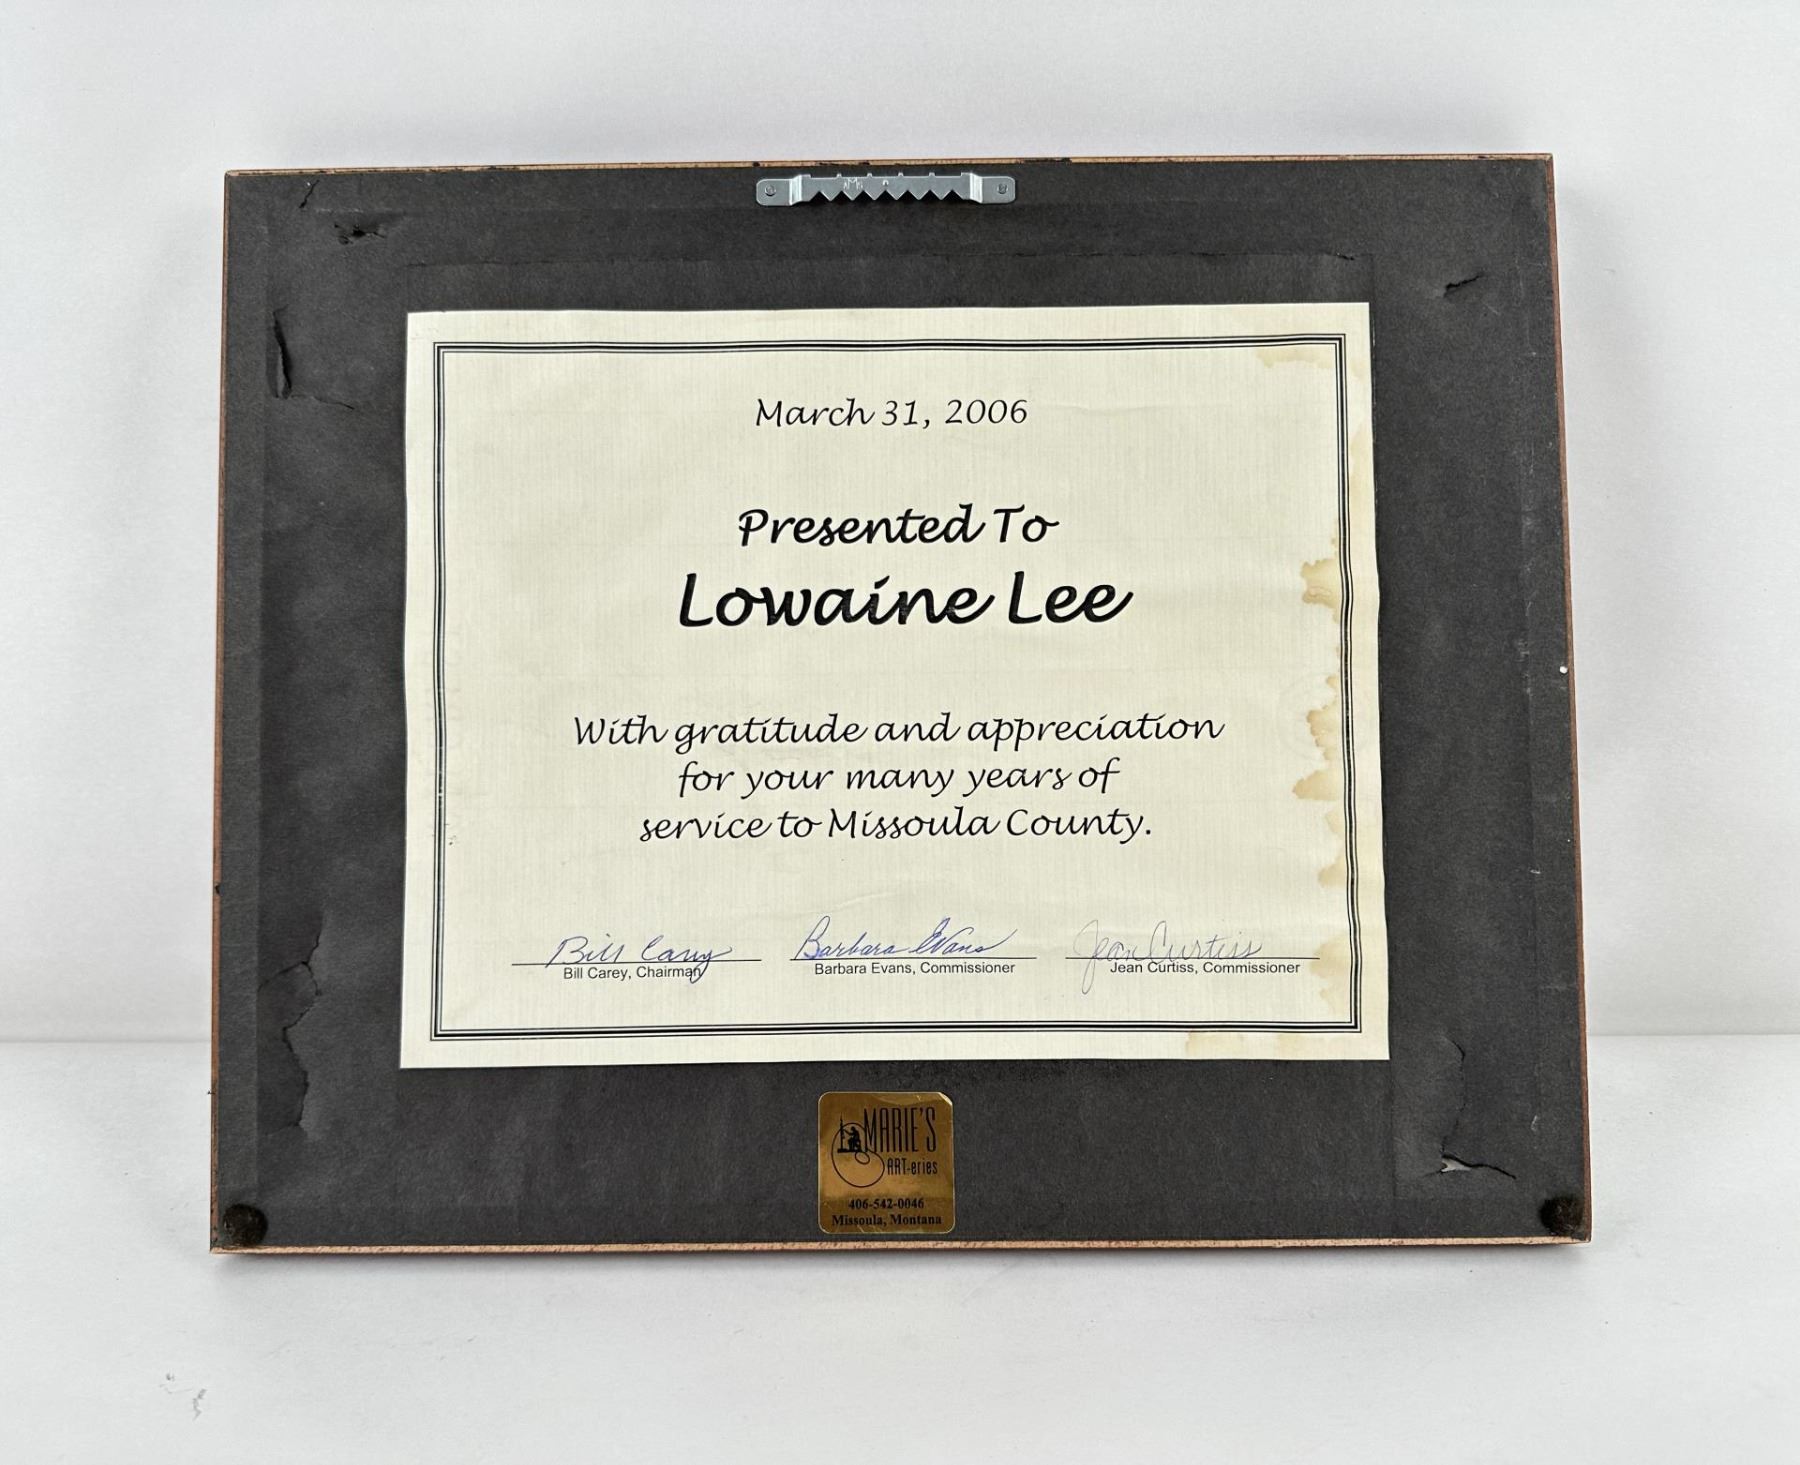 March 31, 2006
Presented To
Lowaine Lee
With gratitude and appreciation
for your many years of
service to Missoula County.
Bill Carey
Barbara Evans
Jean Curtiss
Bill Carey, Chairman
Barbara Evans, Commissioner
Jean Curtiss, Commissioner
MARIE'S
ART-eries
406-542-0046
Missoula, Montana